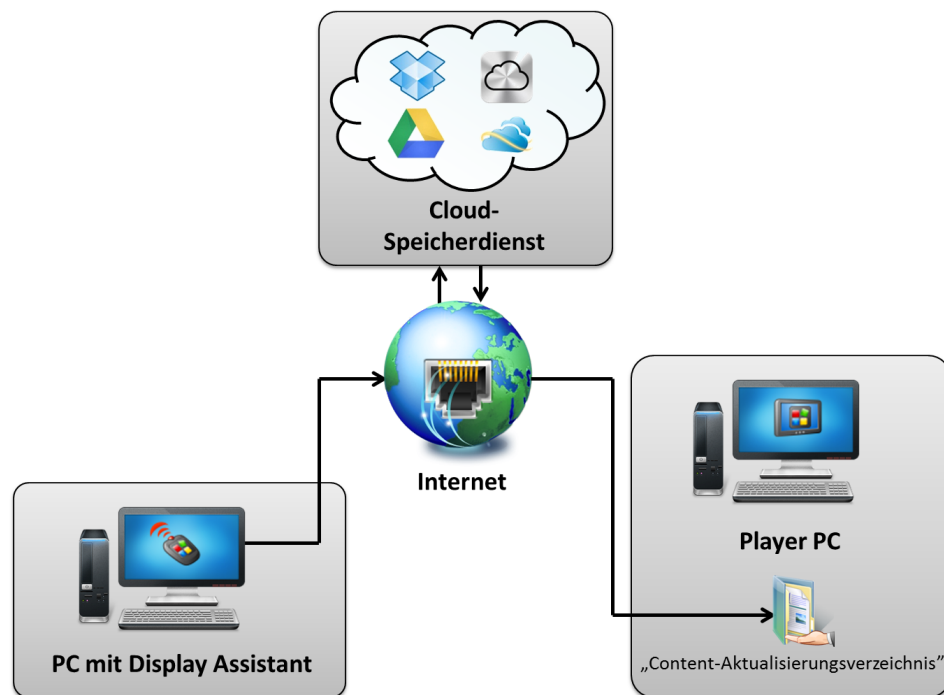 Cloud-
Speicherdienst
Internet
Player PC
PC mit Display Assistant
„Content-Aktualisierungsverzeichnis”